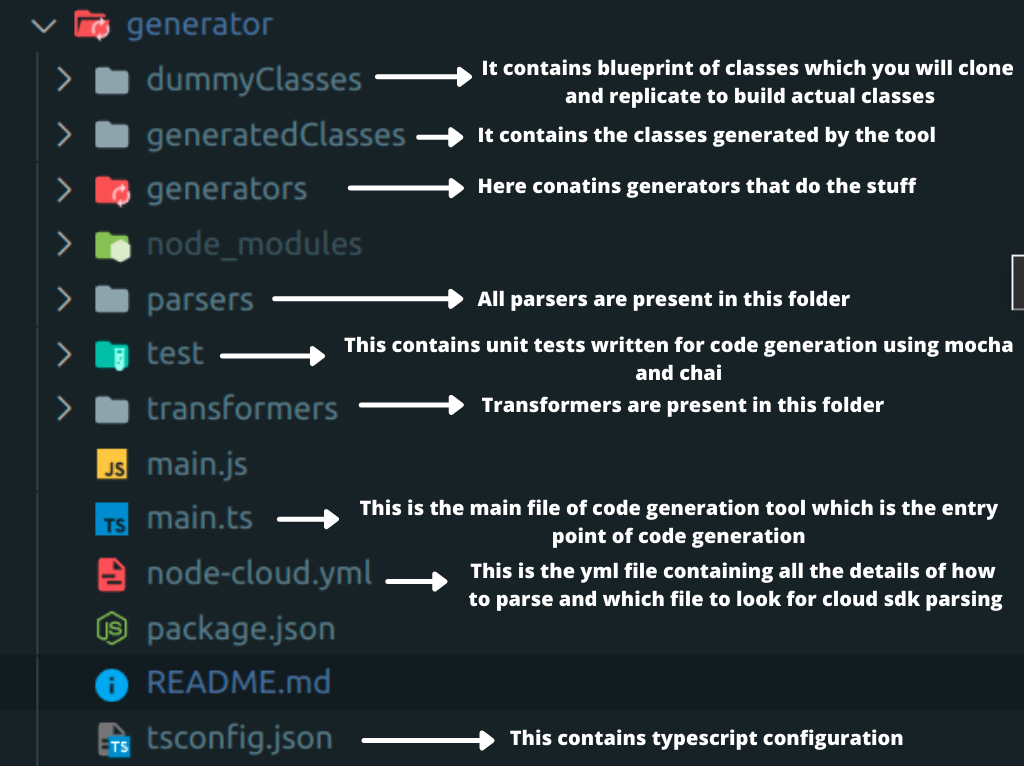 generator
dummyClasses
It contains blueprint of classes which you will clone
and replicate to build actual classes
generatedClasses
It contains the classes generated by the tool
generators
Here conatins generators that do the stuff
node_modules
parsers
All parsers are present in this folder
test
This contains unit tests written for code generation using mocha
and chai
transformers
Transformers are present in this folder
JS main.js
TS main.ts
This is the main file of code generation tool which is the entry
point of code generation
node-cloud.yml
This is the yml file containing all the details of how
to parse and which file to look for cloud sdk parsing
JS package.json
i README.md
TS tsconfig.json
This contains typescript configuration